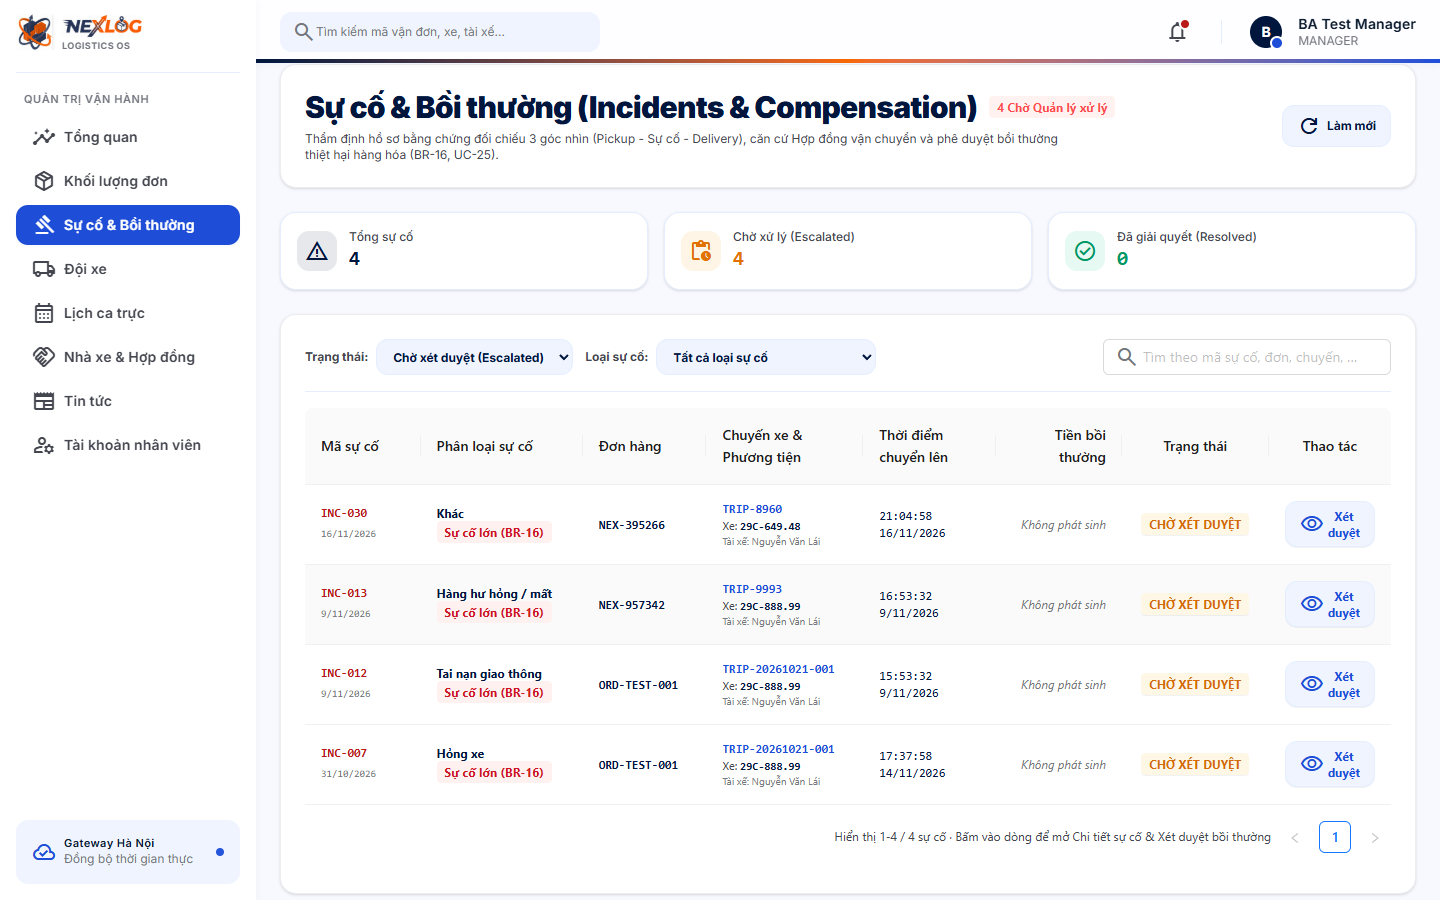 NEXLOG
LOGISTICS OS
Tìm kiếm mã vận đơn, xe, tài xế...
B
BA Test Manager
MANAGER
QUẢN TRỊ VẬN HÀNH
Tổng quan
Khối lượng đơn
Sự cố & Bồi thường
Đội xe
Lịch ca trực
Nhà xe & Hợp đồng
Tin tức
Tài khoản nhân viên
Gateway Hà Nội
Đồng bộ thời gian thực
Sự cố & Bồi thường (Incidents & Compensation)
4 Chờ Quản lý xử lý
Thẩm định hồ sơ bằng chứng đối chiếu 3 góc nhìn (Pickup - Sự cố - Delivery), căn cứ Hợp đồng vận chuyển và phê duyệt bồi thường
thiệt hại hàng hóa (BR-16, UC-25).
Làm mới
Tổng sự cố
4
Chờ xử lý (Escalated)
4
Đã giải quyết (Resolved)
0
Trạng thái:
Chờ xét duyệt (Escalated)
Loại sự cố:
Tất cả loại sự cố
Tìm theo mã sự cố, đơn, chuyến, ...
Mã sự cố
Phân loại sự cố
Đơn hàng
Chuyến xe &
Phương tiện
Thời điểm
chuyển lên
Tiền bồi
thường
Trạng thái
Thao tác
INC-030
16/11/2026
Khác
Sự cố lớn (BR-16)
NEX-395266
TRIP-8960
Xe: 29C-649.48
Tài xế: Nguyễn Văn Lái
21:04:58
16/11/2026
Không phát sinh
CHỜ XÉT DUYỆT
Xét
duyệt
INC-013
9/11/2026
Hàng hư hỏng / mất
Sự cố lớn (BR-16)
NEX-957342
TRIP-9993
Xe: 29C-888.99
Tài xế: Nguyễn Văn Lái
16:53:32
9/11/2026
Không phát sinh
CHỜ XÉT DUYỆT
Xét
duyệt
INC-012
9/11/2026
Tai nạn giao thông
Sự cố lớn (BR-16)
ORD-TEST-001
TRIP-20261021-001
Xe: 29C-888.99
Tài xế: Nguyễn Văn Lái
15:53:32
9/11/2026
Không phát sinh
CHỜ XÉT DUYỆT
Xét
duyệt
INC-007
31/10/2026
Hỏng xe
Sự cố lớn (BR-16)
ORD-TEST-001
TRIP-20261021-001
Xe: 29C-888.99
Tài xế: Nguyễn Văn Lái
17:37:58
14/11/2026
Không phát sinh
CHỜ XÉT DUYỆT
Xét
duyệt
Hiển thị 1-4 / 4 sự cố · Bấm vào dòng để mở Chi tiết sự cố & Xét duyệt bồi thường
< 1 >